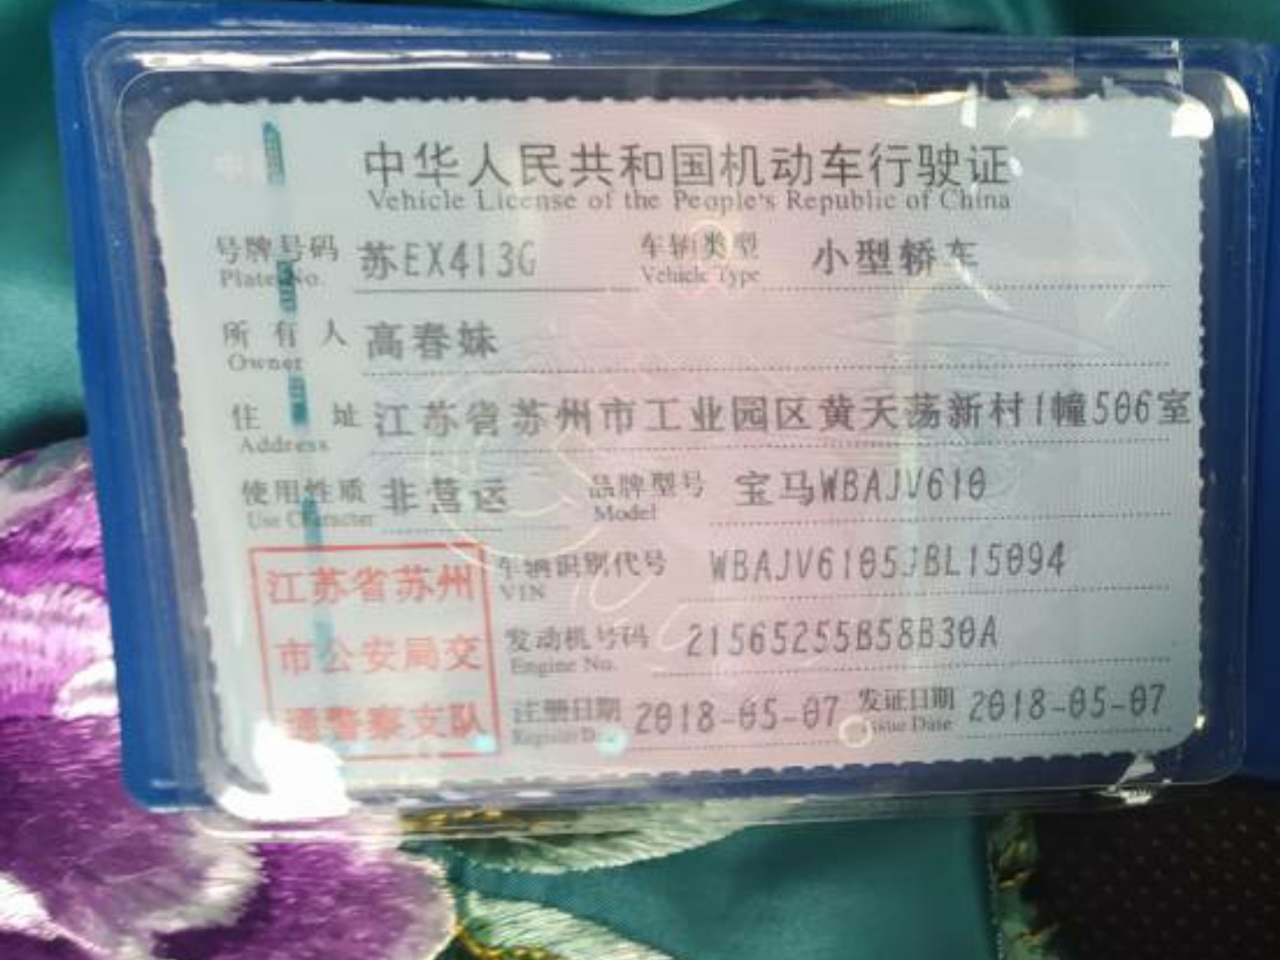 中华人民共和国机动车行驶证
Vehicle License of the People's Republic of China
号牌号码 苏EX413G 车辆类型 小型轿车
Plate No. Vehicle Type
所有人 高春妹
Owner
住址 江苏省苏州市工业园区黄天荡新村1幢506室
Address
使用性质 非营运 品牌型号 宝马WBAJV610
Use Character Model
车辆识别代号 WBAJV6105JBL15094
VIN
发动机号码 21565255B58B30A
Engine No.
注册日期 2018-05-07 发证日期 2018-05-07
Register D Issue Date
江苏省苏州
市公安局交
通警察支队